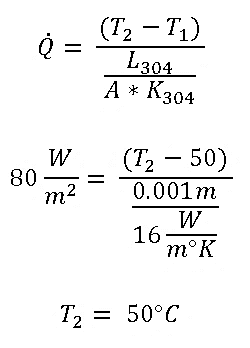 Q̇ = (T₂ − T₁) / (L₃₀₄ / (A * K₃₀₄))
80 W/m² = (T₂ − 50) / (0.001m / (16 W/m°K))
T₂ = 50°C